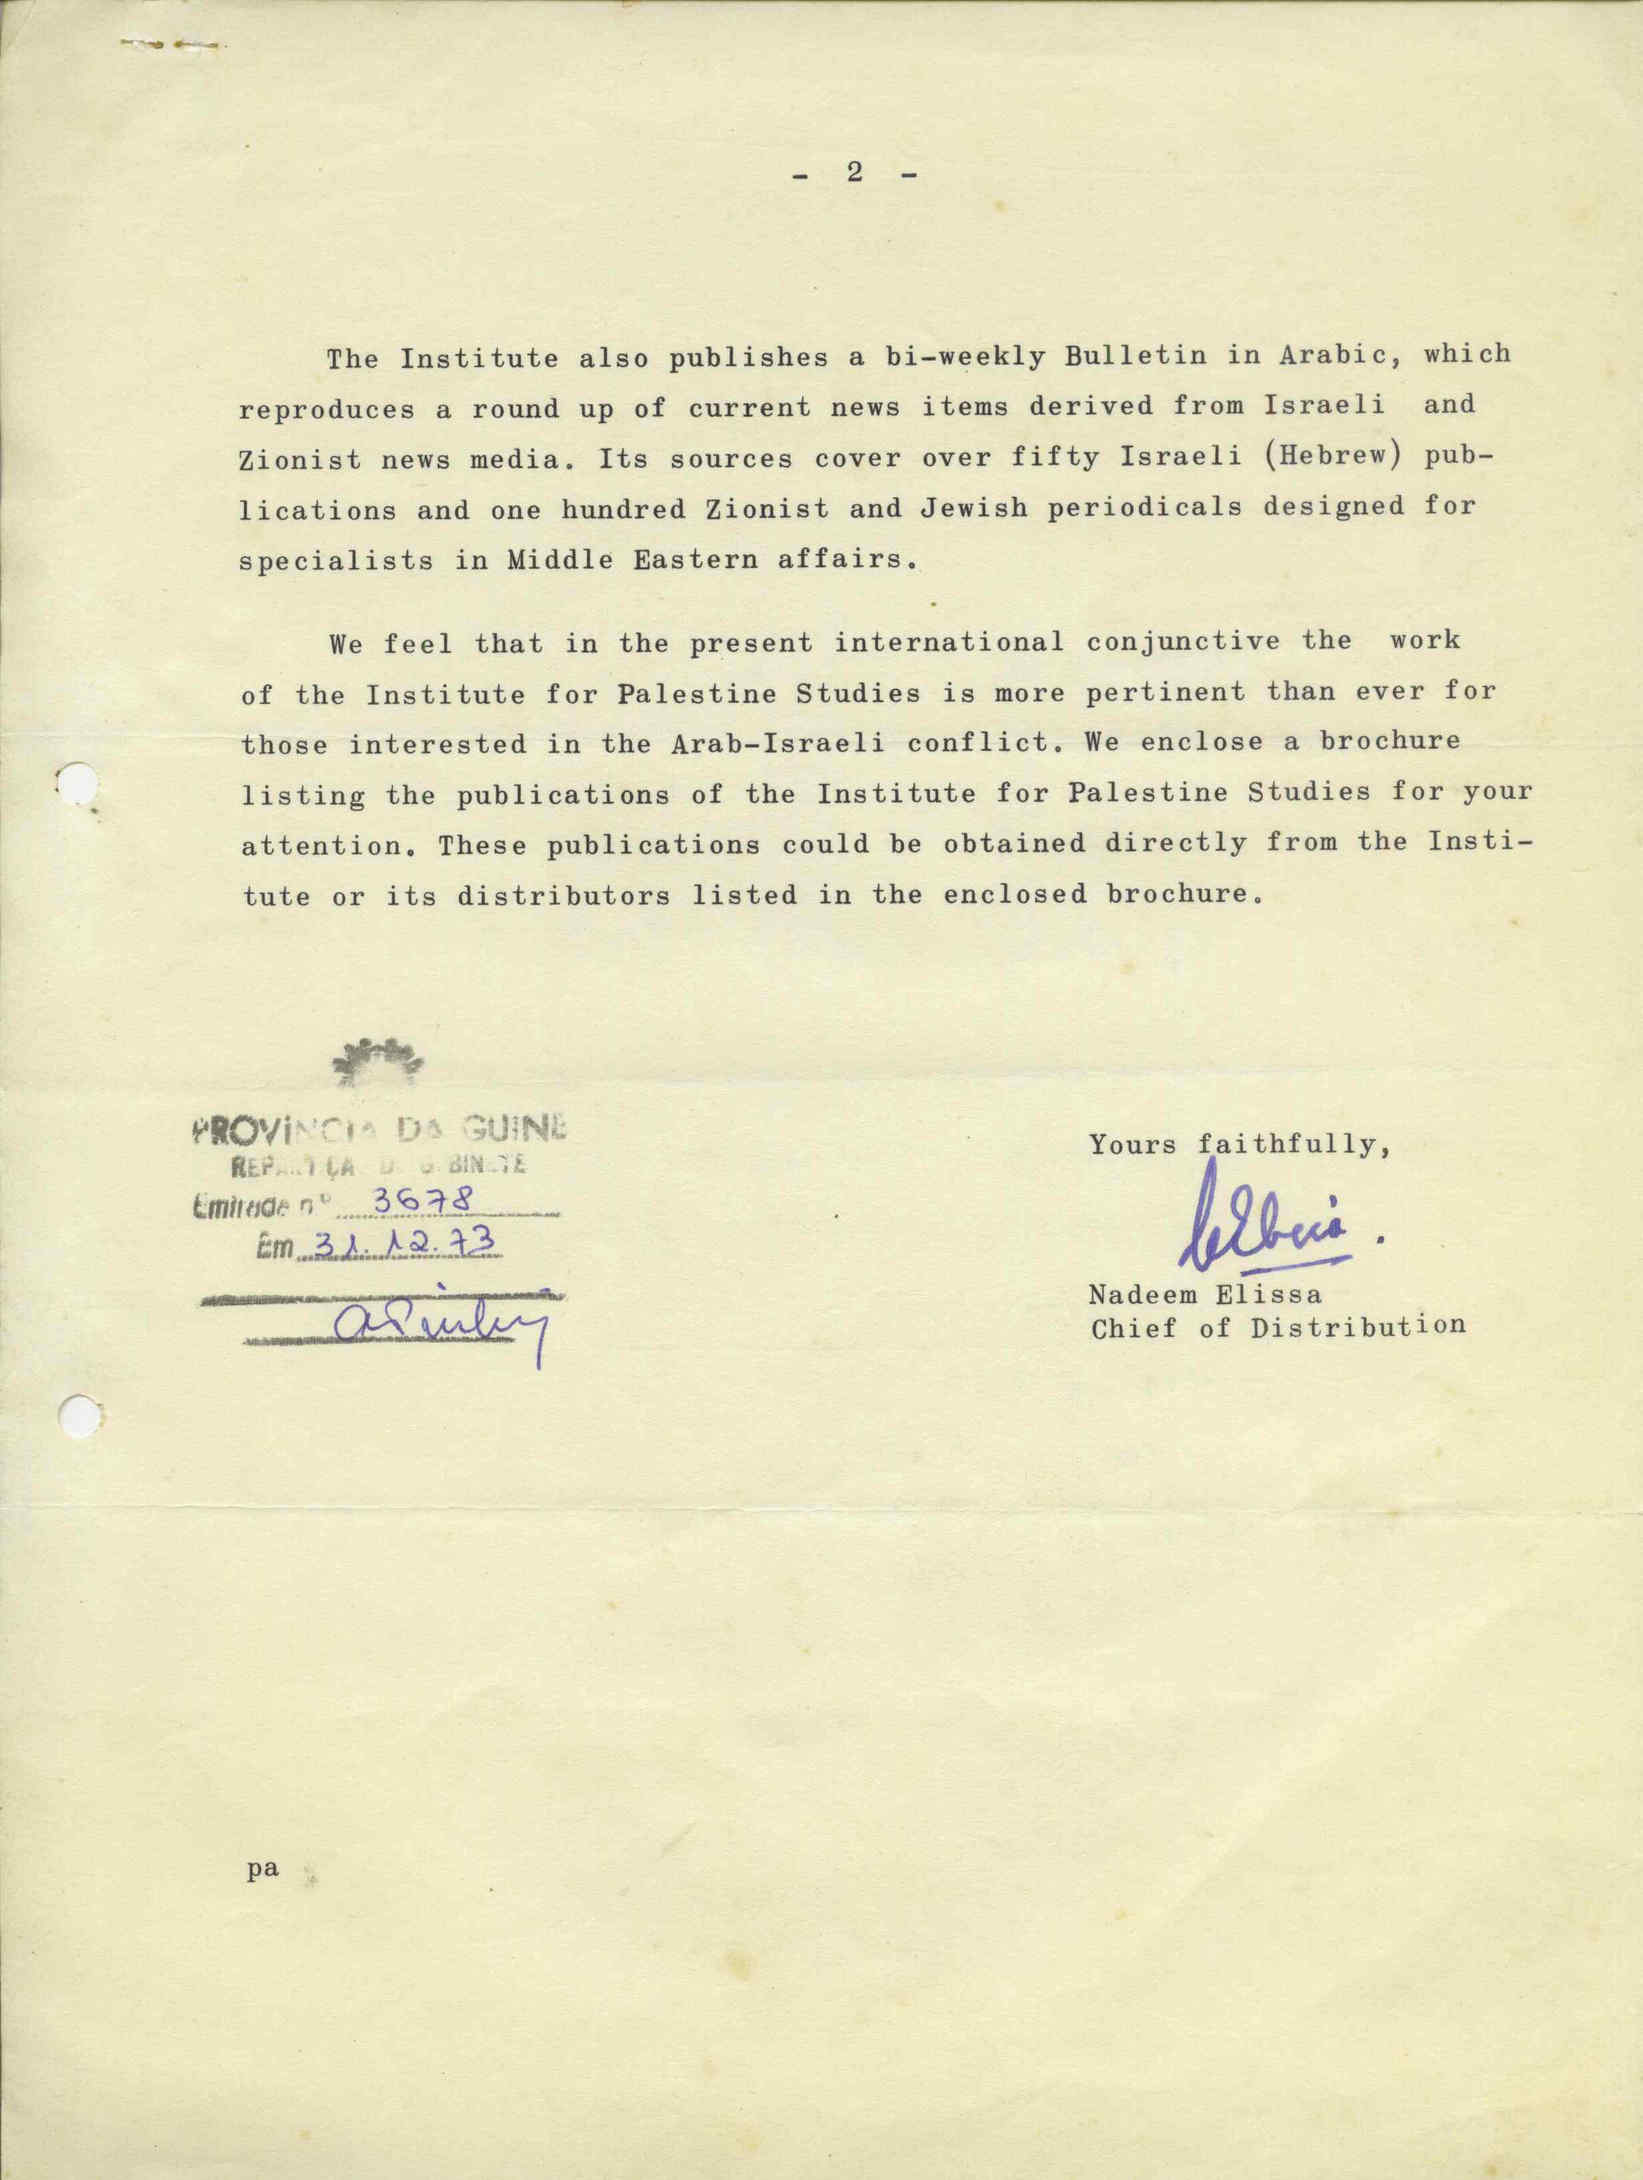 - 2 -
The Institute also publishes a bi-weekly Bulletin in Arabic, which
reproduces a round up of current news items derived from Israeli and
Zionist news media. Its sources cover over fifty Israeli (Hebrew) pub-
lications and one hundred Zionist and Jewish periodicals designed for
specialists in Middle Eastern affairs.
We feel that in the present international conjunctive the work
of the Institute for Palestine Studies is more pertinent than ever for
those interested in the Arab-Israeli conflict. We enclose a brochure
listing the publications of the Institute for Palestine Studies for your
attention. These publications could be obtained directly from the Insti-
tute or its distributors listed in the enclosed brochure.
PROVÍNCIA DA GUINÉ
nº 3678
Em 31.12.73
Yours faithfully,
Nadeem Elissa
Chief of Distribution
pa